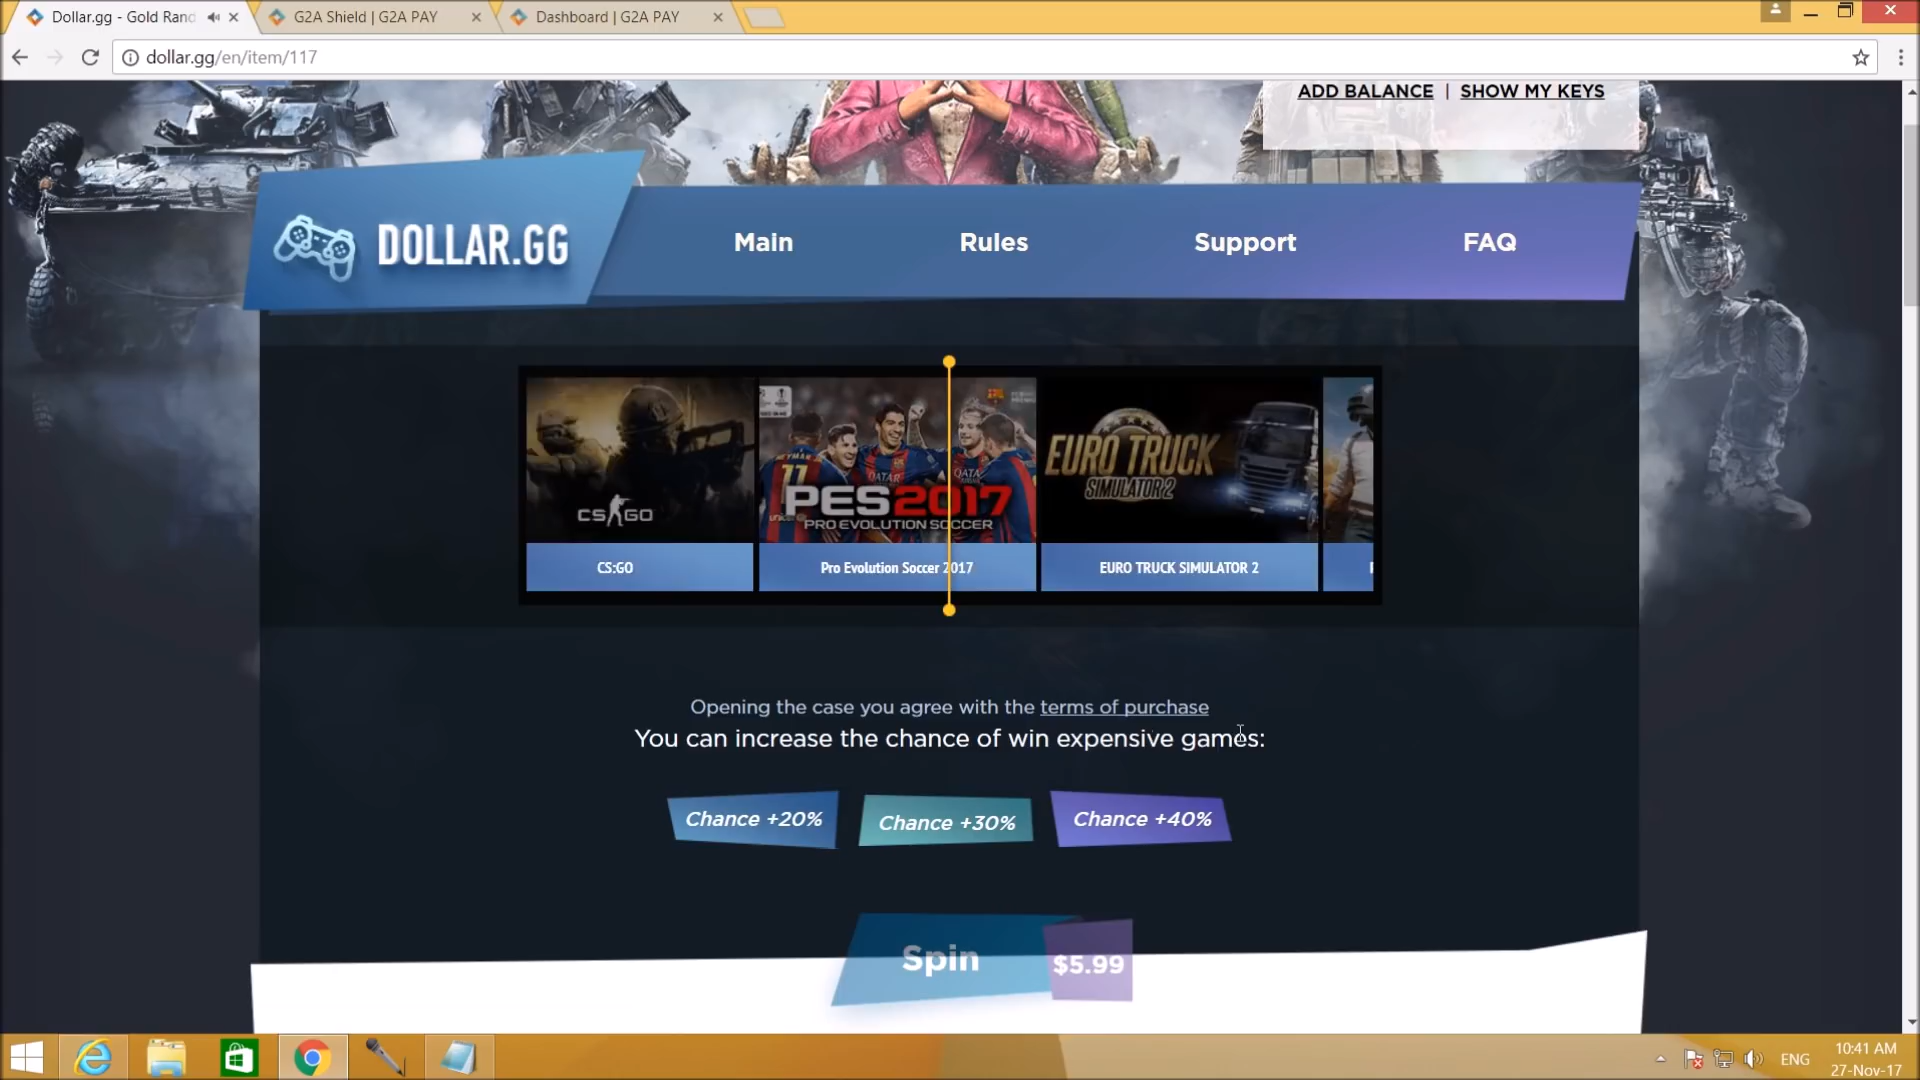 Dollar.gg - Gold Rand
G2A Shield | G2A PAY
Dashboard | G2A PAY
dollar.gg/en/item/117
ADD BALANCE | SHOW MY KEYS
DOLLAR.GG
Main
Rules
Support
FAQ
CS GO
NEYMAR
11
QATAR
QATAR
PES2017
PRO EVOLUTION SOCCER
EURO TRUCK
SIMULATOR 2
CS:GO
Pro Evolution Soccer 2017
EURO TRUCK SIMULATOR 2
Opening the case you agree with the terms of purchase
You can increase the chance of win expensive games:
Chance +20%
Chance +30%
Chance +40%
Spin
$5.99
ENG
10:41 AM
27-Nov-17